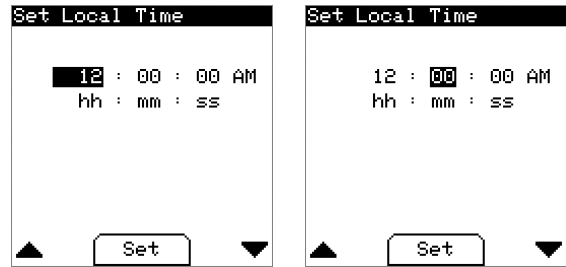 Set Local Time
12 : 00 : 00 AM
hh : mm : ss
Set
Set Local Time
12 : 00 : 00 AM
hh : mm : ss
Set